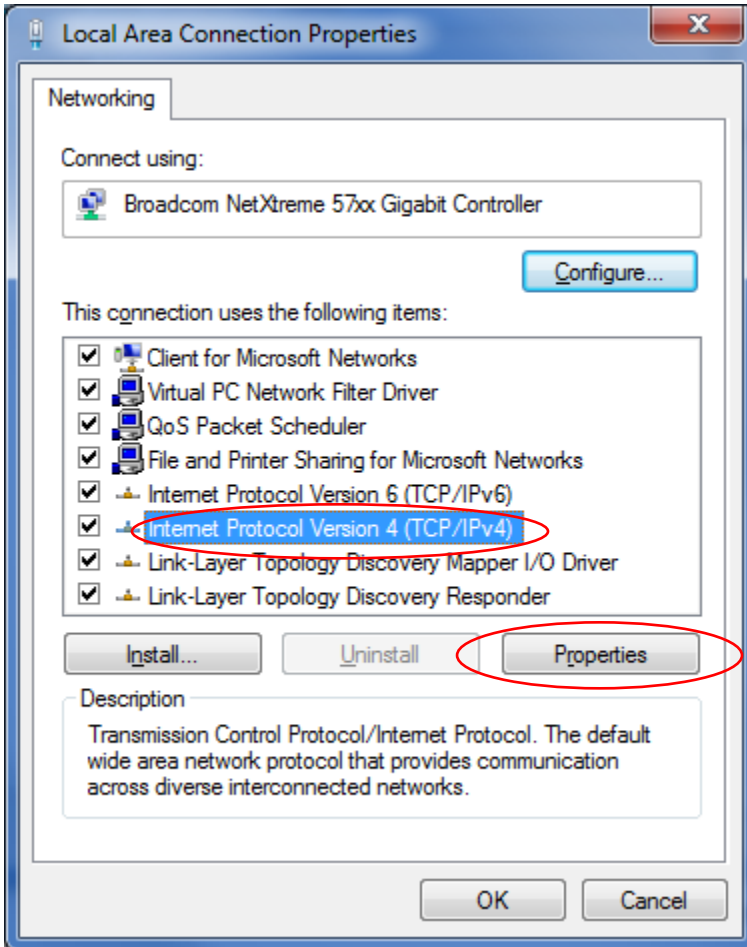 Local Area Connection Properties
Networking
Connect using:
Broadcom NetXtreme 57xx Gigabit Controller
Configure...
This connection uses the following items:
Client for Microsoft Networks
Virtual PC Network Filter Driver
QoS Packet Scheduler
File and Printer Sharing for Microsoft Networks
Internet Protocol Version 6 (TCP/IPv6)
Internet Protocol Version 4 (TCP/IPv4)
Link-Layer Topology Discovery Mapper I/O Driver
Link-Layer Topology Discovery Responder
Install... Uninstall Properties
Description
Transmission Control Protocol/Internet Protocol. The default
wide area network protocol that provides communication
across diverse interconnected networks.
OK Cancel